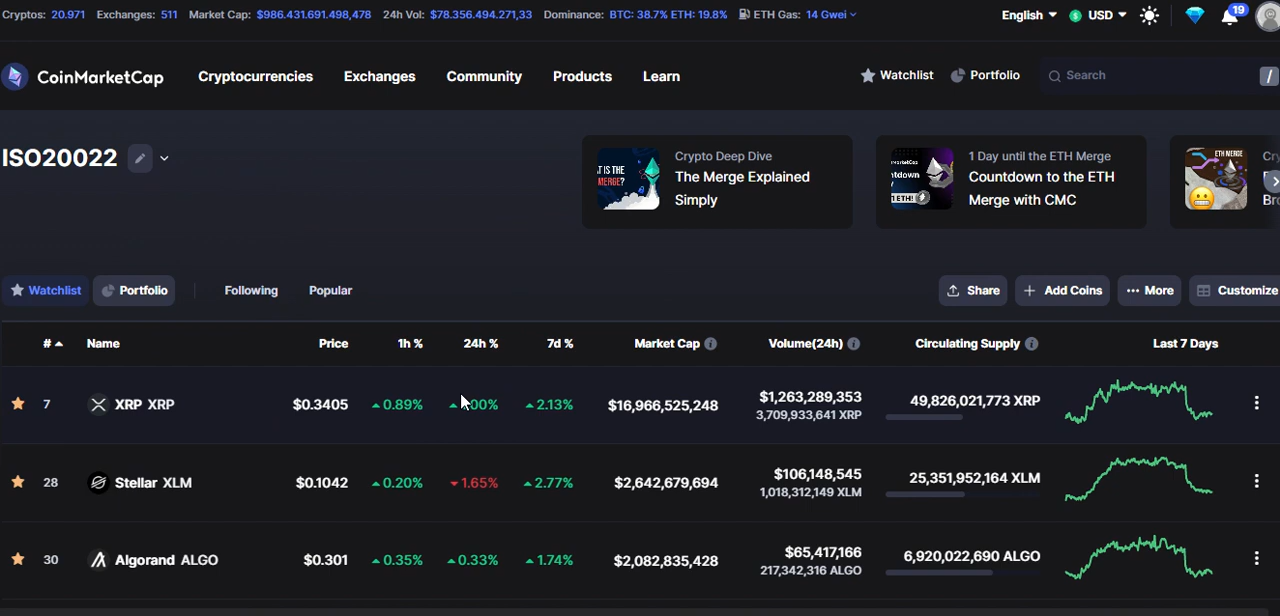 Cryptos: 20.971 Exchanges: 511 Market Cap: $986.431.691.498,478 24h Vol: $78.356.494.271,33 Dominance: BTC: 38.7% ETH: 19.8% ETH Gas: 14 Gwei English USD 19
CoinMarketCap Cryptocurrencies Exchanges Community Products Learn Watchlist Portfolio Search /
ISO20022
Crypto Deep Dive
The Merge Explained
Simply
1 Day until the ETH Merge
Countdown to the ETH
Merge with CMC
ETH MERGE
Watchlist Portfolio Following Popular Share + Add Coins More Customize
# Name Price 1h % 24h % 7d % Market Cap Volume(24h) Circulating Supply Last 7 Days
7 XRP XRP $0.3405 0.89% 2.13% $16,966,525,248 $1,263,289,353 49,826,021,773 XRP
3,709,933,641 XRP
28 Stellar XLM $0.1042 0.20% 1.65% 2.77% $2,642,679,694 $106,148,545 25,351,952,164 XLM
1,018,312,149 XLM
30 Algorand ALGO $0.301 0.35% 0.33% 1.74% $2,082,835,428 $65,417,166 6,920,022,690 ALGO
217,342,316 ALGO